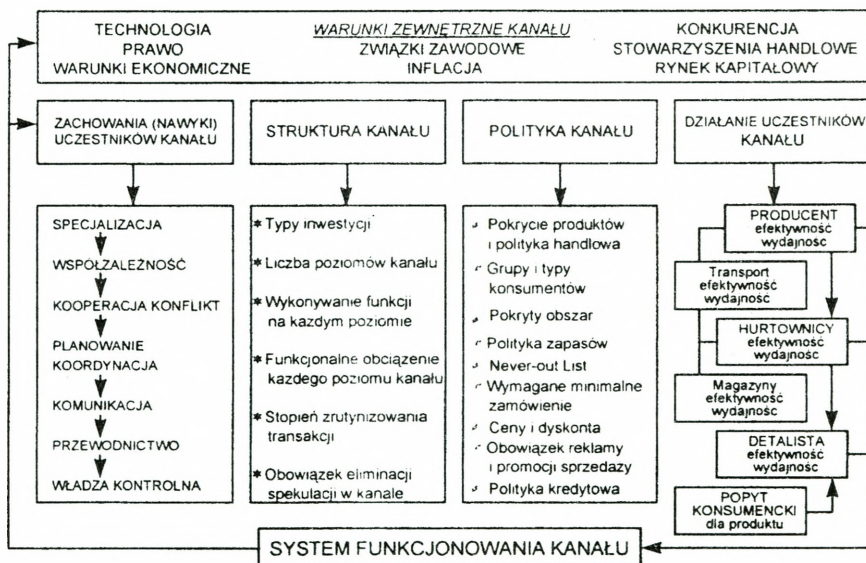 TECHNOLOGIA
PRAWO
WARUNKI EKONOMICZNE
WARUNKI ZEWNĘTRZNE KANAŁU
ZWIĄZKI ZAWODOWE
INFLACJA
KONKURENCJA
STOWARZYSZENIA HANDLOWE
RYNEK KAPITAŁOWY
ZACHOWANIA (NAWYKI)
UCZESTNIKÓW KANAŁU
STRUKTURA KANAŁU
POLITYKA KANAŁU
DZIAŁANIE UCZESTNIKÓW
KANAŁU
SPECJALIZACJA
WSPÓŁZALEŻNOŚĆ
KOOPERACJA KONFLIKT
PLANOWANIE
KOORDYNACJA
KOMUNIKACJA
PRZEWODNICTWO
WŁADZA KONTROLNA
* Typy inwestycji
* Liczba poziomów kanału
* Wykonywanie funkcji
na każdym poziomie
* Funkcjonalne obciążenie
każdego poziomu kanału
* Stopień zrutynizowania
transakcji
* Obowiązek eliminacji
spekulacji w kanale
Pokrycie produktów
i polityka handlowa
Grupy i typy
konsumentów
Pokryty obszar
Polityka zapasów
Never-out List
Wymagane minimalne
zamówienie
Ceny i dyskonta
Obowiązek reklamy
i promocji sprzedaży
Polityka kredytowa
PRODUCENT
efektywność
wydajność
Transport
efektywność
wydajność
HURTOWNICY
efektywność
wydajność
Magazyny
efektywność
wydajność
DETALISTA
efektywność
wydajność
POPYT
KONSUMENCKI
dla produktu
SYSTEM FUNKCJONOWANIA KANAŁU